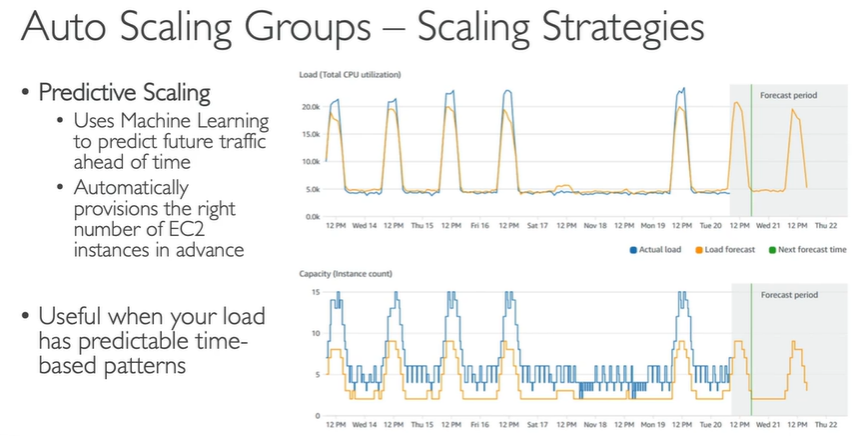 Auto Scaling Groups – Scaling Strategies
• Predictive Scaling
• Uses Machine Learning
to predict future traffic
ahead of time
• Automatically
provisions the right
number of EC2
instances in advance
• Useful when your load
has predictable time-
based patterns
Load (Total CPU utilization)
Forecast period
20.0k
15.0k
10.0k
5.0k
0.0k
12 PM Wed 14 12 PM Thu 15 12 PM Fri 16 12 PM Sat 17 12 PM Nov 18 12 PM Mon 19 12 PM Tue 20 12 PM Wed 21 12 PM Thu 22
Actual load Load forecast Next forecast time
Capacity (Instance count)
Forecast period
15
10
5
0
12 PM Wed 14 12 PM Thu 15 12 PM Fri 16 12 PM Sat 17 12 PM Nov 18 12 PM Mon 19 12 PM Tue 20 12 PM Wed 21 12 PM Thu 22